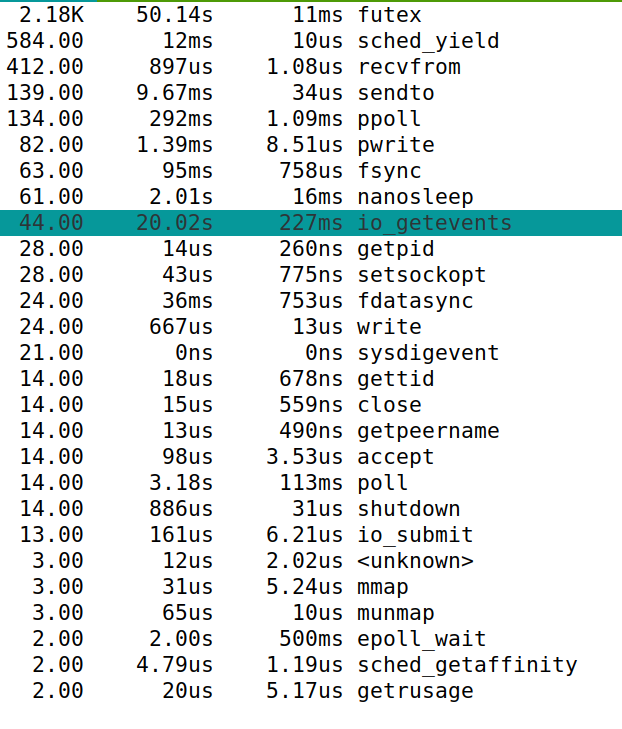 2.18K 50.14s 11ms futex
584.00 12ms 10us sched_yield
412.00 897us 1.08us recvfrom
139.00 9.67ms 34us sendto
134.00 292ms 1.09ms ppoll
82.00 1.39ms 8.51us pwrite
63.00 95ms 758us fsync
61.00 2.01s 16ms nanosleep
44.00 20.02s 227ms io_getevents
28.00 14us 260ns getpid
28.00 43us 775ns setsockopt
24.00 36ms 753us fdatasync
24.00 667us 13us write
21.00 0ns 0ns sysdigevent
14.00 18us 678ns gettid
14.00 15us 559ns close
14.00 13us 490ns getpeername
14.00 98us 3.53us accept
14.00 3.18s 113ms poll
14.00 886us 31us shutdown
13.00 161us 6.21us io_submit
3.00 12us 2.02us <unknown>
3.00 31us 5.24us mmap
3.00 65us 10us munmap
2.00 2.00s 500ms epoll_wait
2.00 4.79us 1.19us sched_getaffinity
2.00 20us 5.17us getrusage